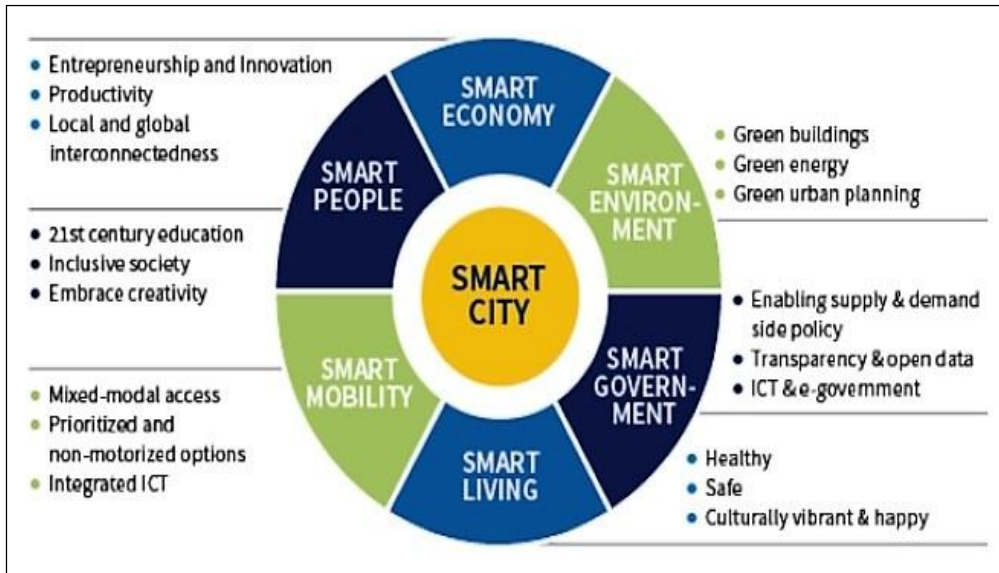 Entrepreneurship and Innovation
Productivity
Local and global
interconnectedness
21st century education
Inclusive society
Embrace creativity
Mixed-modal access
Prioritized and
non-motorized options
Integrated ICT
SMART
ECONOMY
SMART
PEOPLE
SMART
ENVIRON-
MENT
SMART
CITY
SMART
MOBILITY
SMART
GOVERN-
MENT
SMART
LIVING
Green buildings
Green energy
Green urban planning
Enabling supply & demand
side policy
Transparency & open data
ICT & e-government
Healthy
Safe
Culturally vibrant & happy